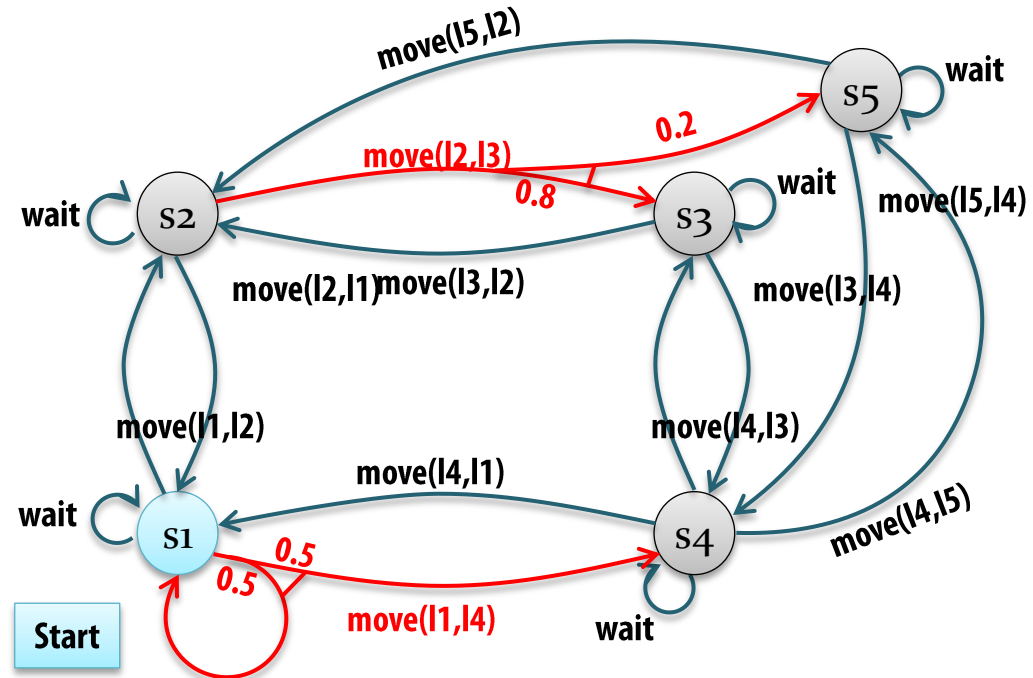 move(l5,l2)
s5
wait
0.2
move(l2,l3)
0.8
wait
s2
s3
wait
move(l5,l4)
move(l2,l1)
move(l3,l2)
move(l3,l4)
move(l1,l2)
move(l4,l3)
move(l4,l1)
wait
s1
s4
move(l4,l5)
0.5
0.5
move(l1,l4)
wait
Start